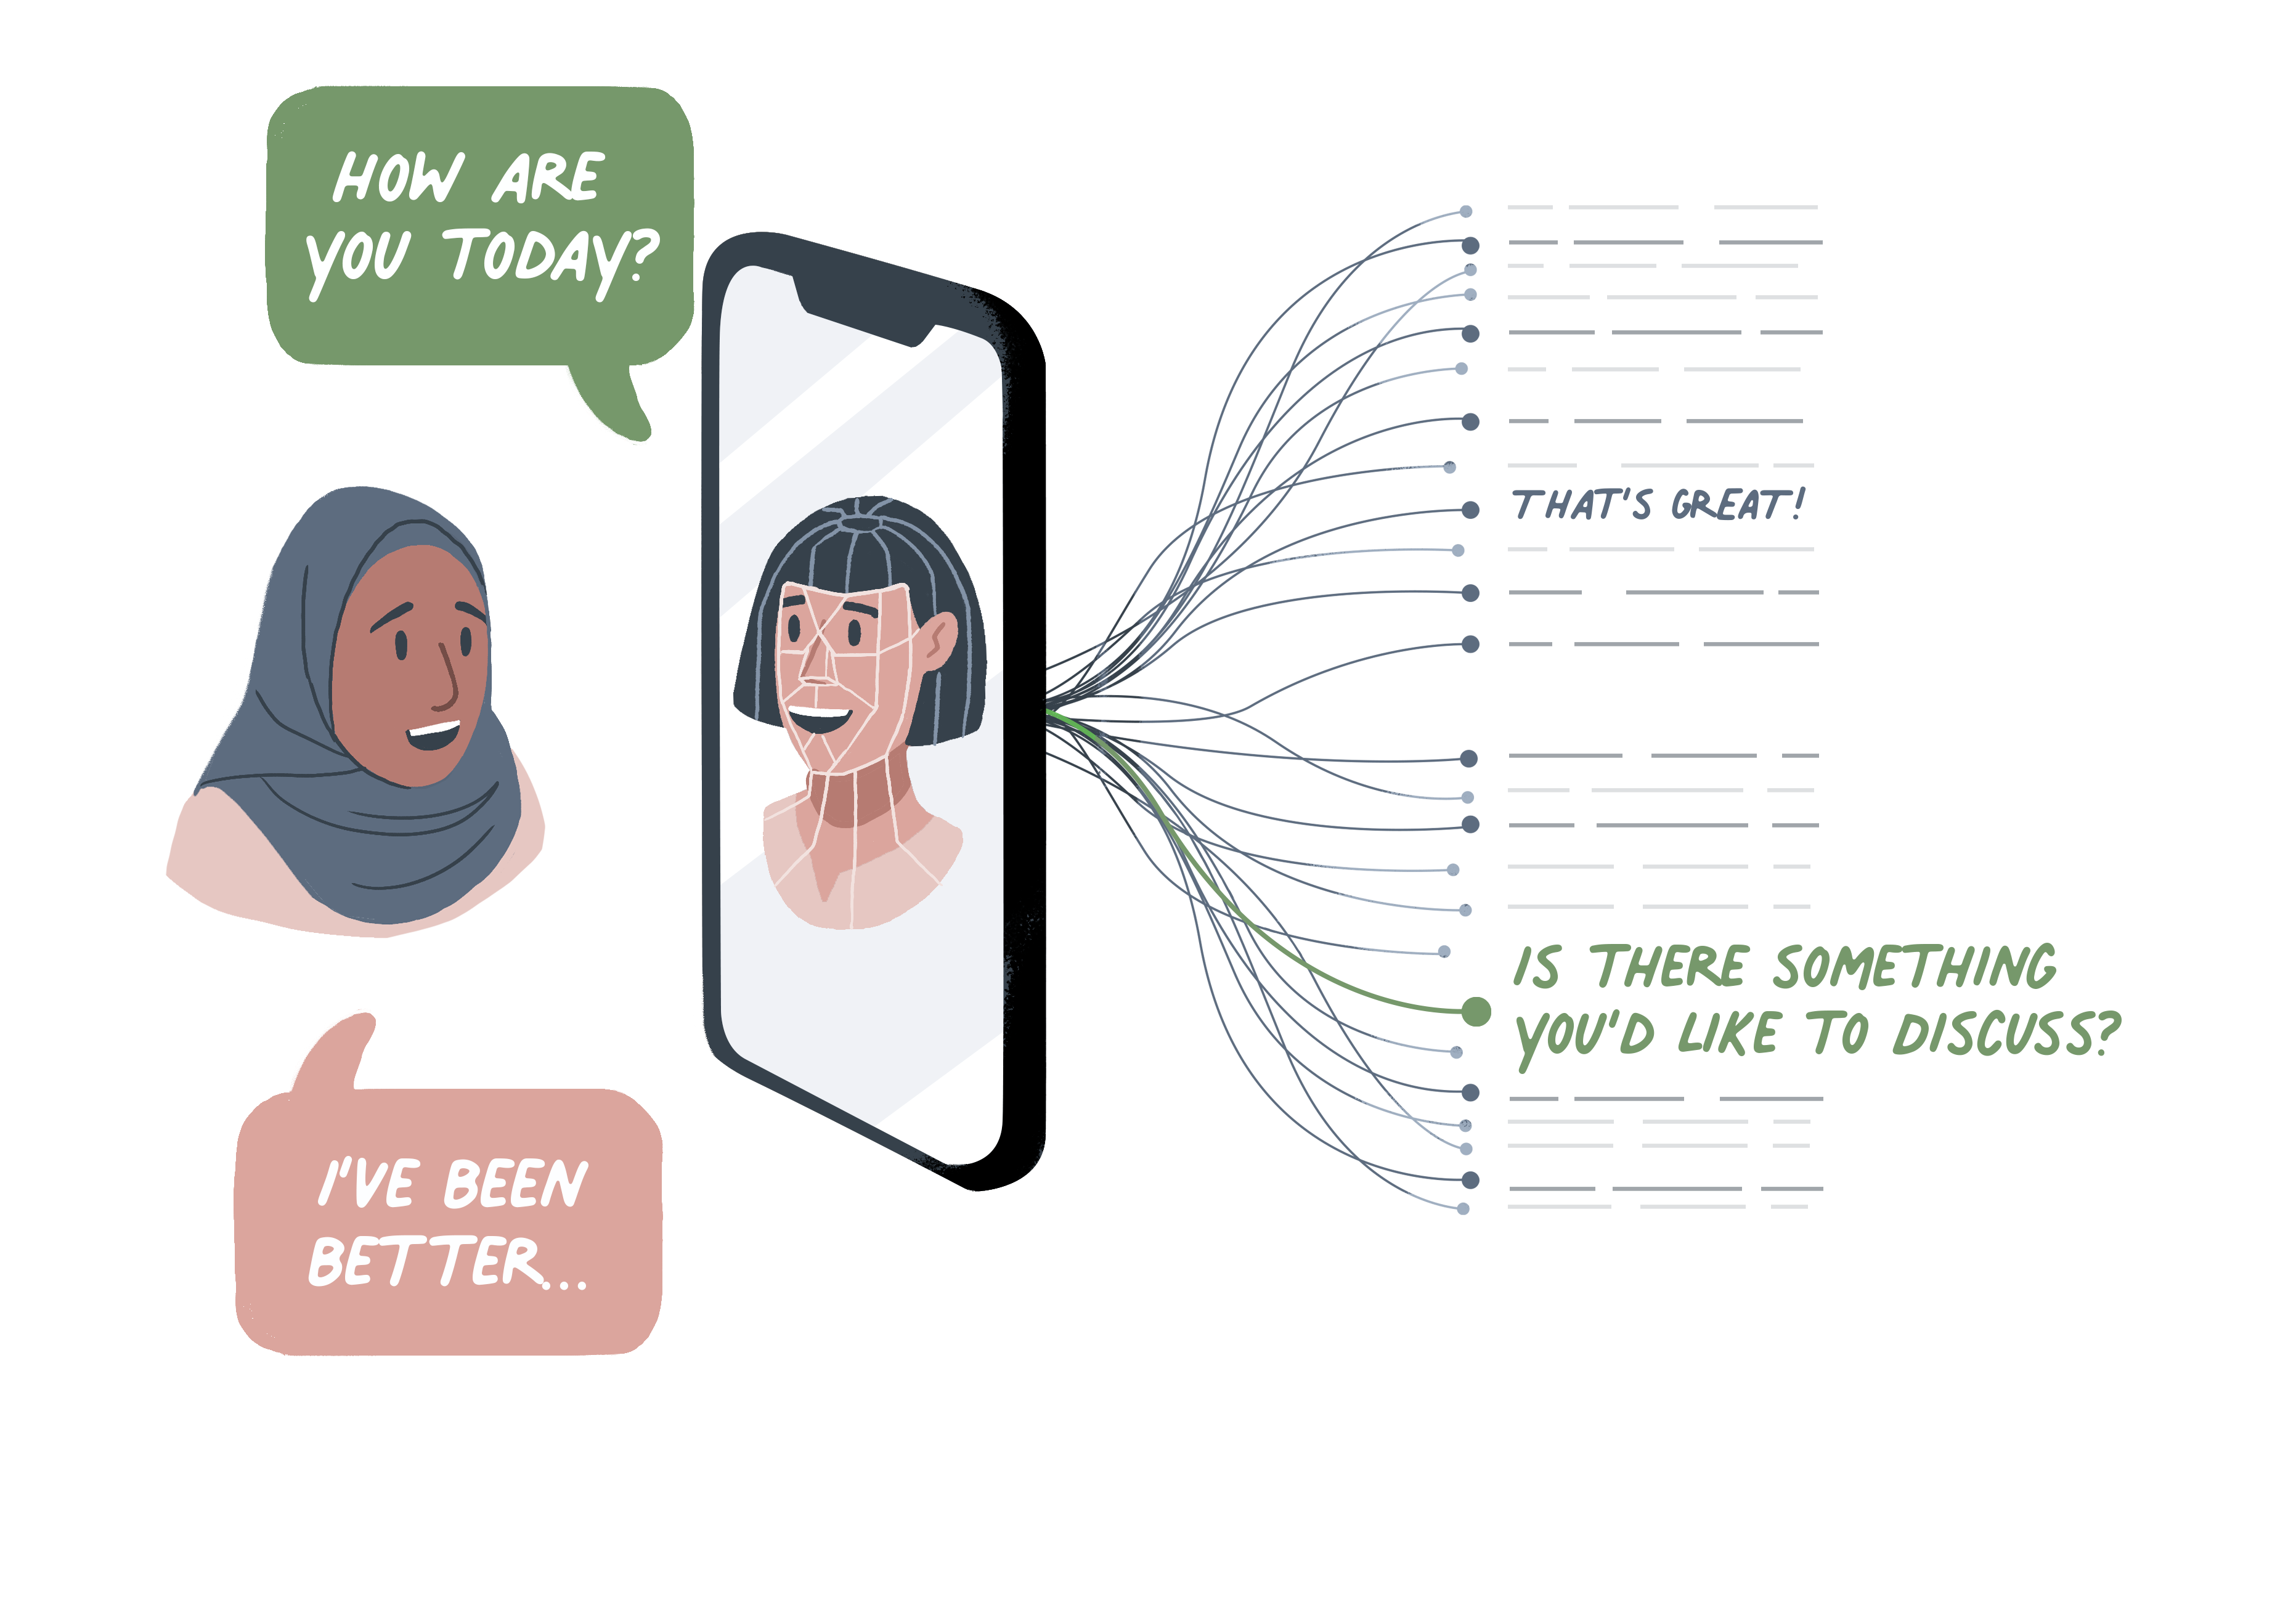 HOW ARE
YOU TODAY?
I'VE BEEN
BETTER...
THAT'S GREAT!
IS THERE SOMETHING
YOU'D LIKE TO DISCUSS?